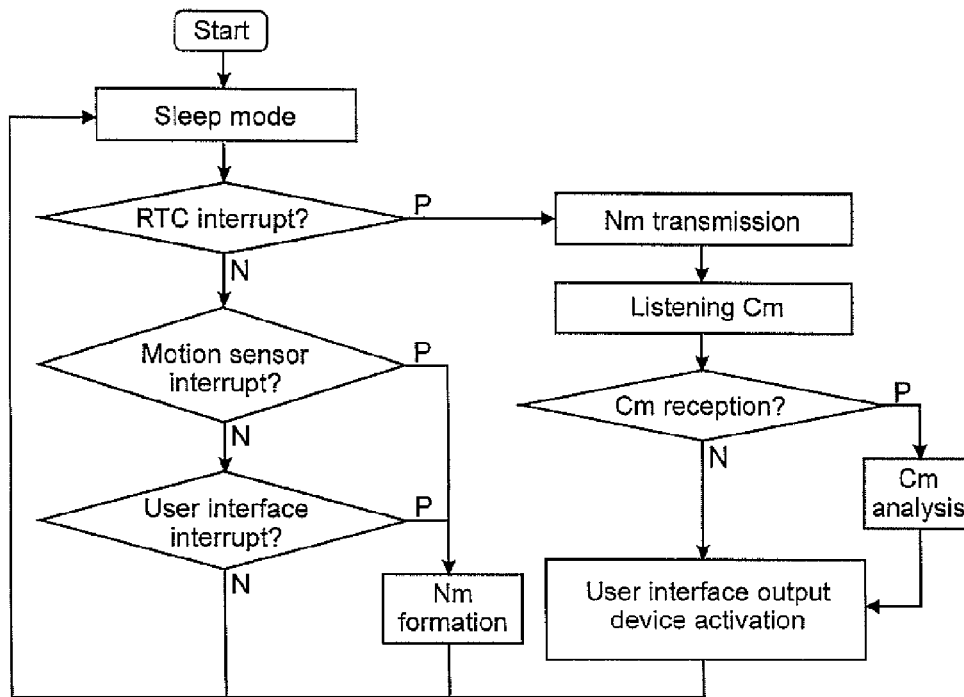 Start
Sleep mode
RTC interrupt?
P
N
Nm transmission
Listening Cm
Motion sensor
interrupt?
P
N
Cm reception?
P
N
User interface
interrupt?
P
N
Cm
analysis
Nm
formation
User interface output
device activation